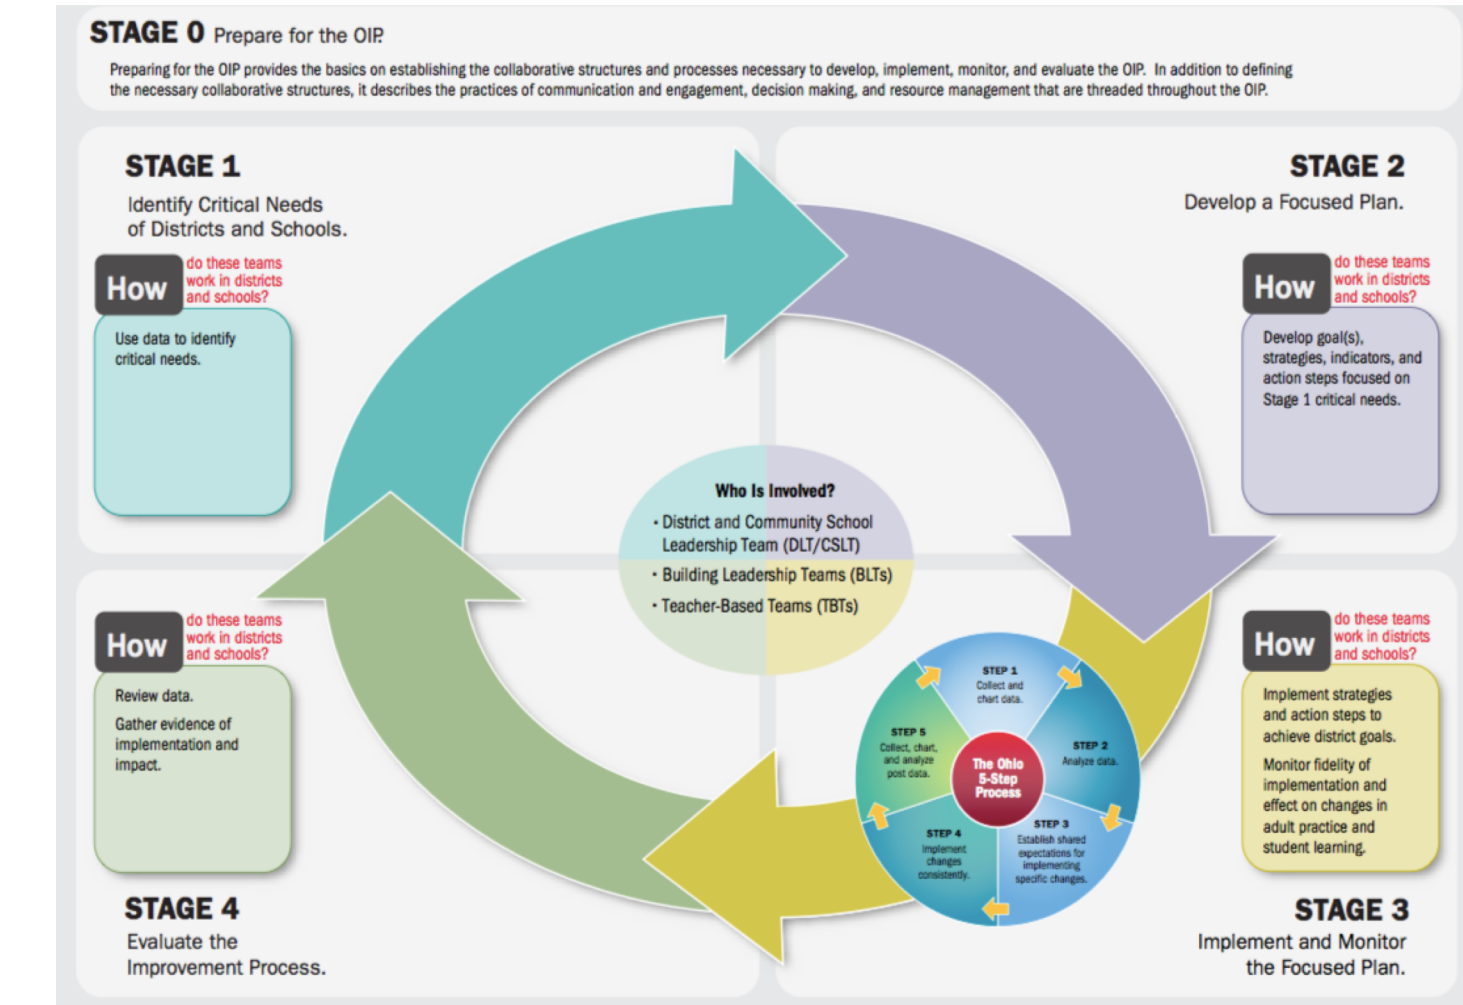 STAGE 0 Prepare for the OIP.
Preparing for the OIP provides the basics on establishing the collaborative structures and processes necessary to develop, implement, monitor, and evaluate the OIP. In addition to defining
the necessary collaborative structures, it describes the practices of communication and engagement, decision making, and resource management that are threaded throughout the OIP.
STAGE 1
Identify Critical Needs
of Districts and Schools.
How
do these teams
work in districts
and schools?
Use data to identify
critical needs.
STAGE 2
Develop a Focused Plan.
How
do these teams
work in districts
and schools?
Develop goal(s),
strategies, indicators, and
action steps focused on
Stage 1 critical needs.
Who Is Involved?
• District and Community School
Leadership Team (DLT/CSLT)
• Building Leadership Teams (BLTs)
• Teacher-Based Teams (TBTs)
How
do these teams
work in districts
and schools?
Review data.
Gather evidence of
implementation and
impact.
STAGE 4
Evaluate the
Improvement Process.
STEP 1
Collect and
chart data.
STEP 2
Analyze data.
STEP 3
Establish shared
expectations for
implementing
specific changes.
STEP 4
Implement
changes
consistently.
STEP 5
Collect, chart,
and analyze
post data.
The Ohio
5-Step
Process
How
do these teams
work in districts
and schools?
Implement strategies
and action steps to
achieve district goals.
Monitor fidelity of
implementation and
effect on changes in
adult practice and
student learning.
STAGE 3
Implement and Monitor
the Focused Plan.